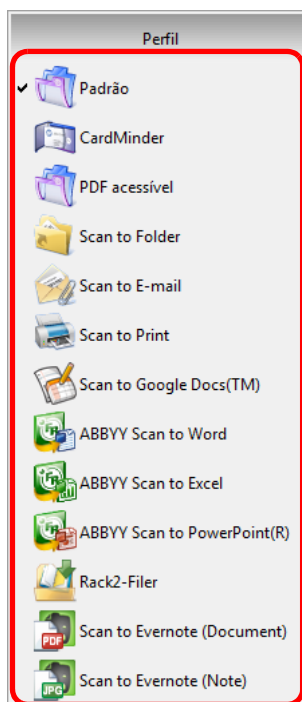 Perfil
Padrão
CardMinder
PDF acessível
Scan to Folder
Scan to E-mail
Scan to Print
Scan to Google Docs(TM)
ABBYY Scan to Word
ABBYY Scan to Excel
ABBYY Scan to PowerPoint(R)
Rack2-Filer
PDF Scan to Evernote (Document)
JPG Scan to Evernote (Note)